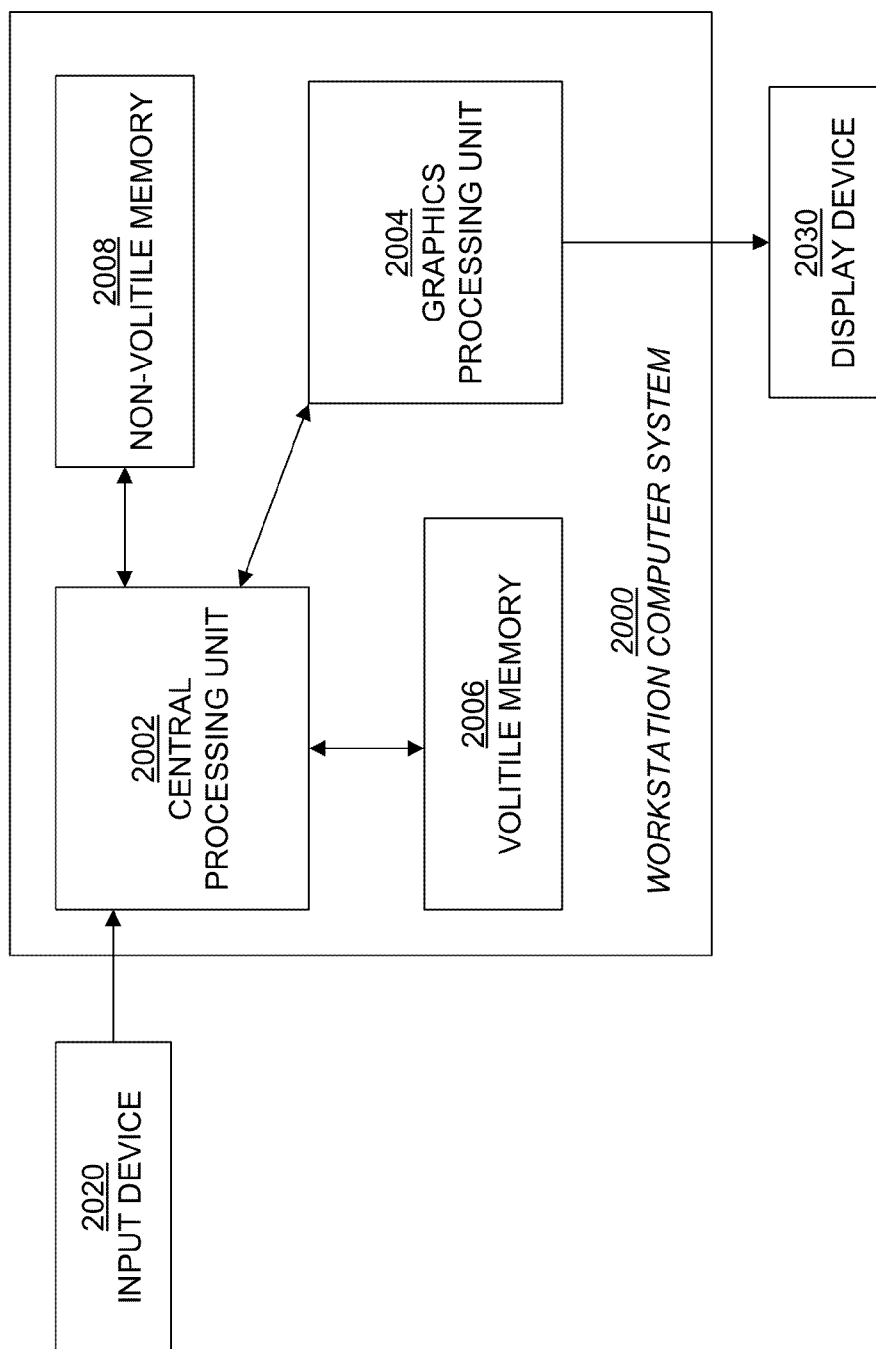 2020
INPUT DEVICE
2002
CENTRAL
PROCESSING UNIT
2008
NON-VOLITILE MEMORY
2006
VOLITILE MEMORY
2004
GRAPHICS
PROCESSING UNIT
2000
WORKSTATION COMPUTER SYSTEM
2030
DISPLAY DEVICE